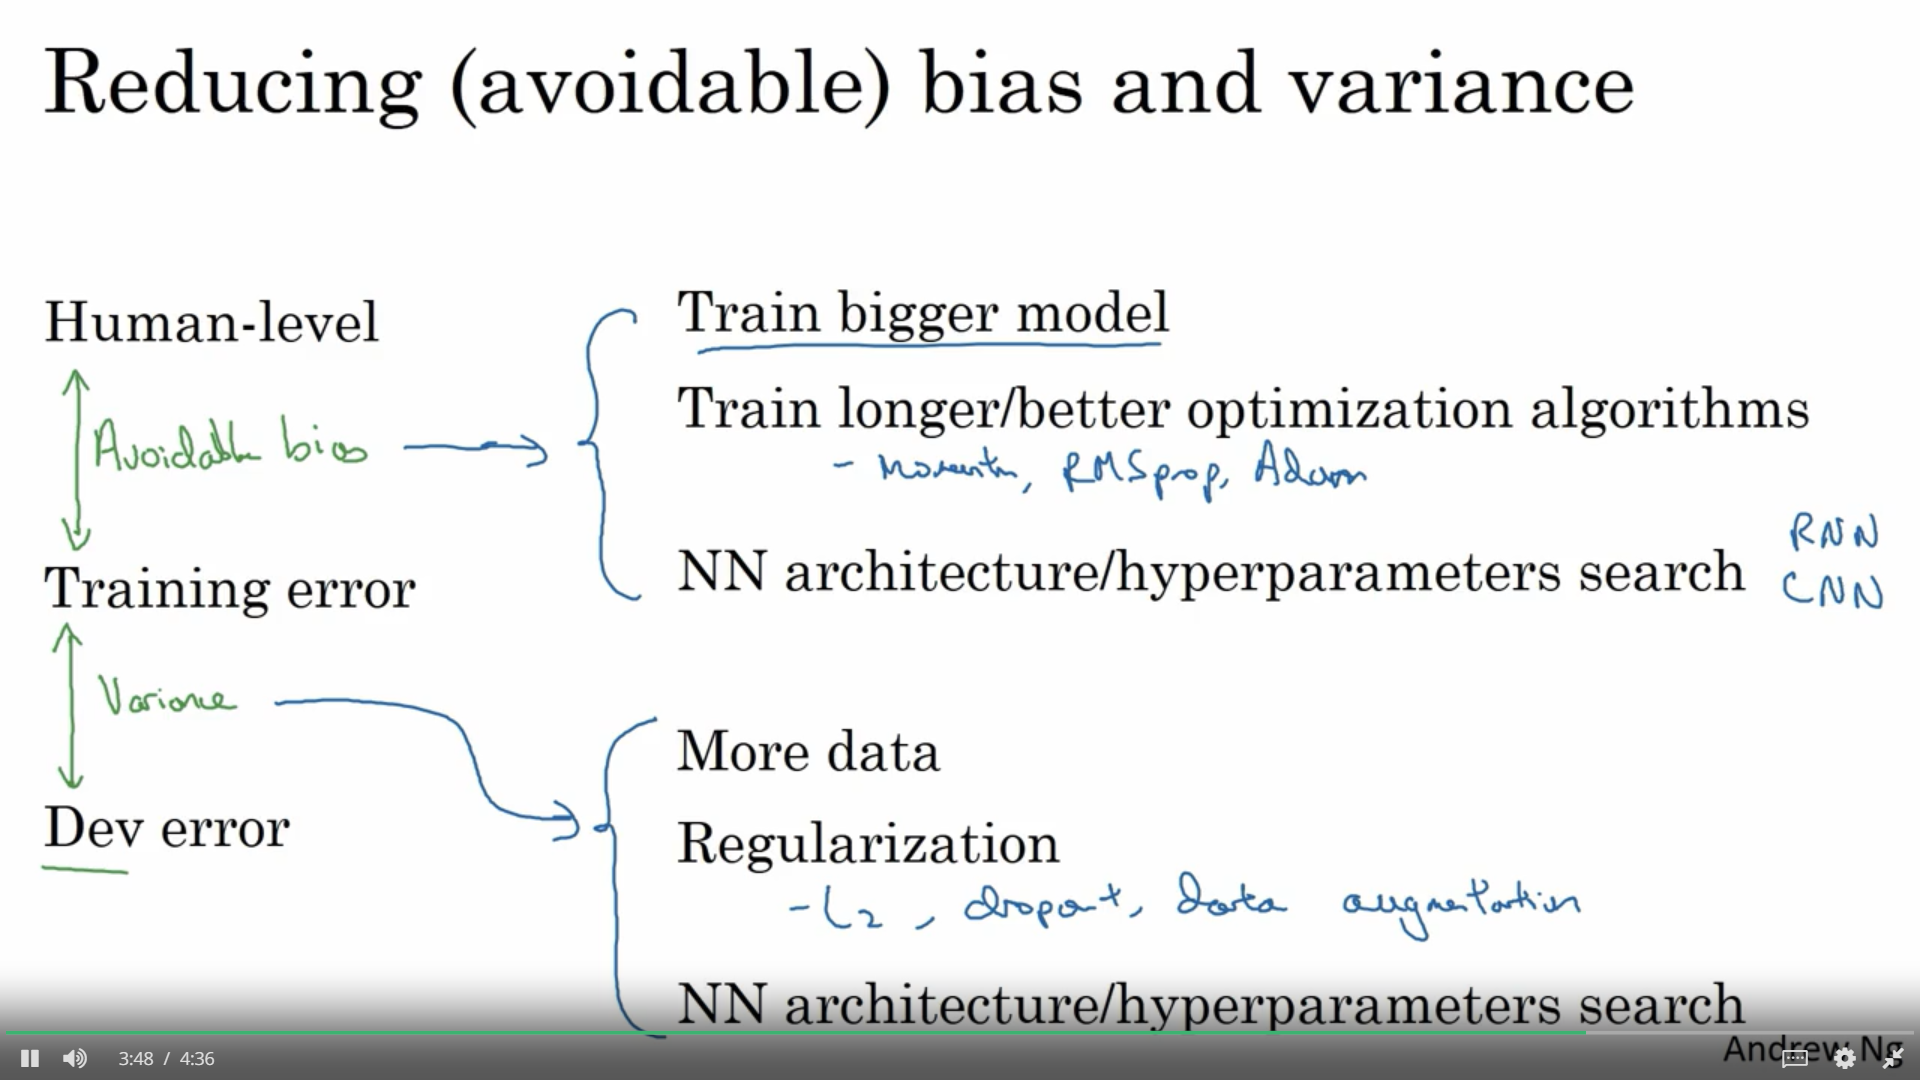 Reducing (avoidable) bias and variance
Human-level
Avoidable bias
Training error
Variance
Dev error
Train bigger model
Train longer/better optimization algorithms
- Momentum, RMSprop, Adam
NN architecture/hyperparameters search
RNN
CNN
More data
Regularization
- L2, dropout, data augmentation
NN architecture/hyperparameters search
Andrew Ng
3:48 / 4:36